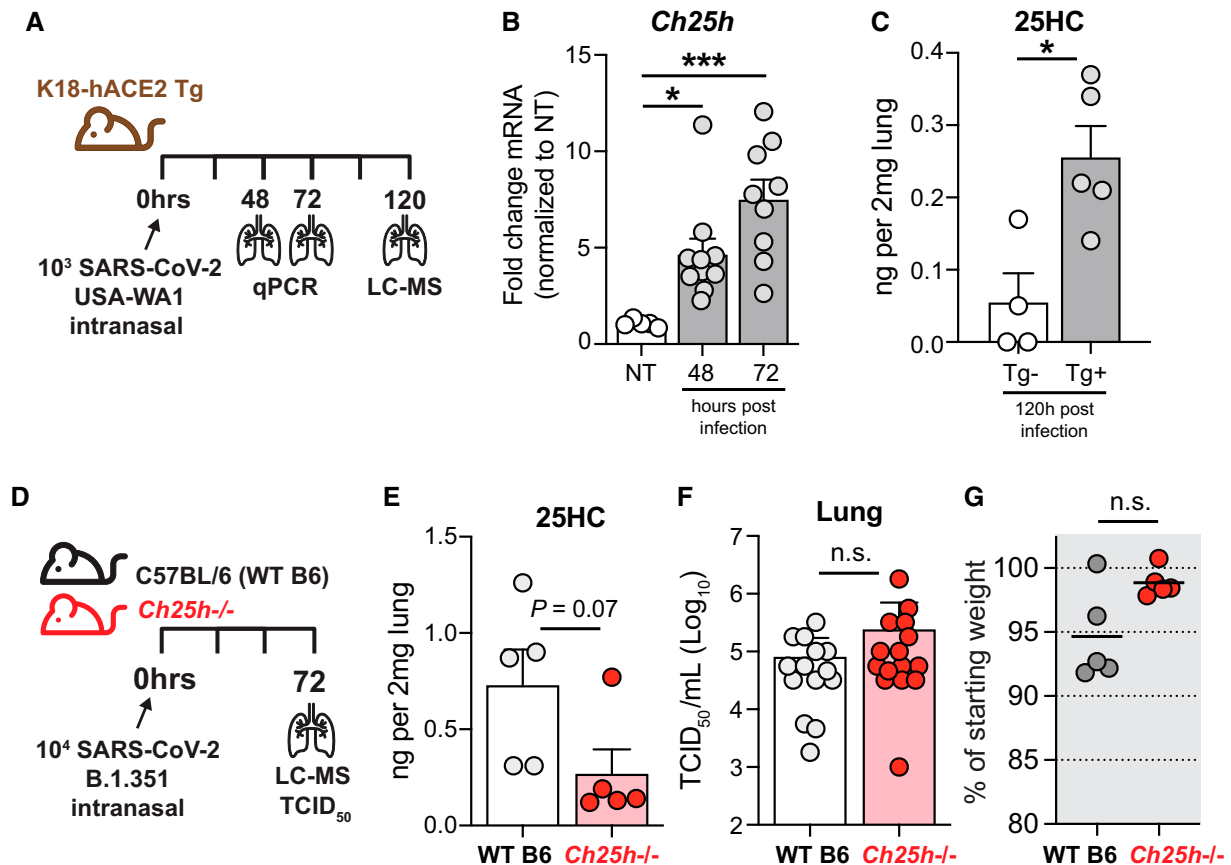 A
K18-hACE2 Tg
0hrs
48
72
120
10³ SARS-CoV-2
USA-WA1
intranasal
qPCR
LC-MS
B
Ch25h
Fold change mRNA
(normalized to NT)
15
10
5
0
***
*
NT
48
72
hours post
infection
C
25HC
ng per 2mg lung
0.4
0.3
0.2
0.1
0.0
*
Tg-
Tg+
120h post
infection
D
C57BL/6 (WT B6)
Ch25h-/-
0hrs
72
10⁴ SARS-CoV-2
B.1.351
intranasal
LC-MS
TCID₅₀
E
25HC
ng per 2mg lung
1.5
1.0
0.5
0.0
P = 0.07
WT B6
Ch25h-/-
F
Lung
TCID₅₀/mL (Log₁₀)
7
6
5
4
3
2
n.s.
WT B6
Ch25h-/-
G
n.s.
% of starting weight
100
95
90
85
80
WT B6
Ch25h-/-